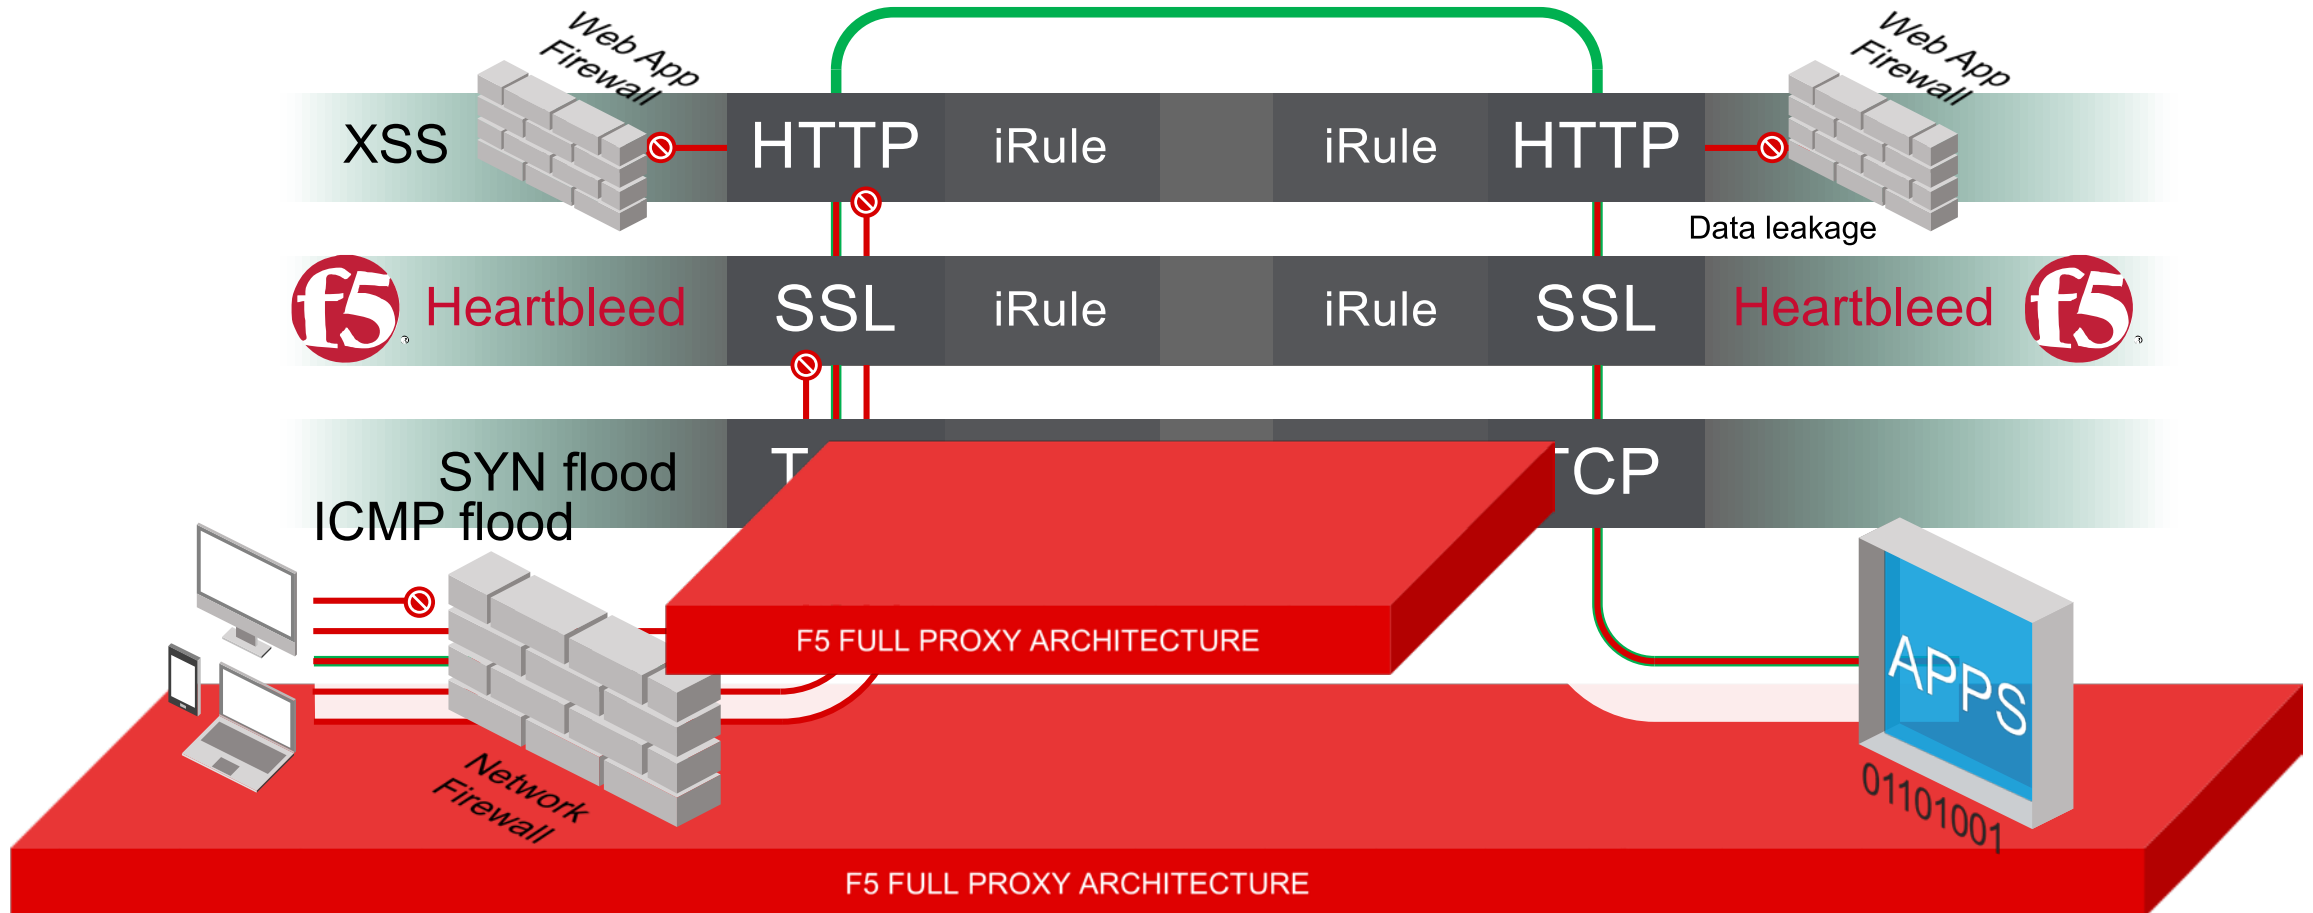 Web App
Firewall
Web App
Firewall
XSS
HTTP
iRule
iRule
HTTP
Data leakage
f5
Heartbleed
SSL
iRule
iRule
SSL
Heartbleed
f5
SYN flood
TCP
ICMP flood
F5 FULL PROXY ARCHITECTURE
APPS
Network
Firewall
01101001
F5 FULL PROXY ARCHITECTURE